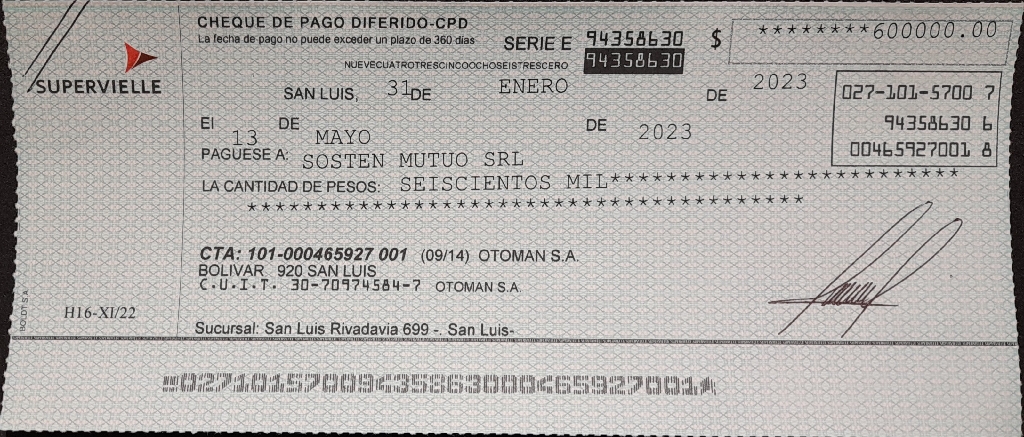 CHEQUE DE PAGO DIFERIDO-CPD
La fecha de pago no puede exceder un plazo de 360 días
SERIE E 94358630 $ ********600000.00
94358630
NUEVECUATROTRESCINCOOCHOSEISTRESCERO
SUPERVIELLE
SAN LUIS, 31 DE ENERO DE 2023
027-101-5700 7
94358630 6
00465927001 8
El 13 DE MAYO DE 2023
PAGUESE A: SOSTEN MUTUO SRL
LA CANTIDAD DE PESOS: SEISCIENTOS MIL************************
**************************************
CTA: 101-000465927 001 (09/14) OTOMAN S.A.
BOLIVAR 920 SAN LUIS
C.U.I.T. 30-70974584-7 OTOMAN S.A.
BOLDT S.A.
H16-XI/22
Sucursal: San Luis Rivadavia 699 -. San Luis-
02710157009435863000465927001